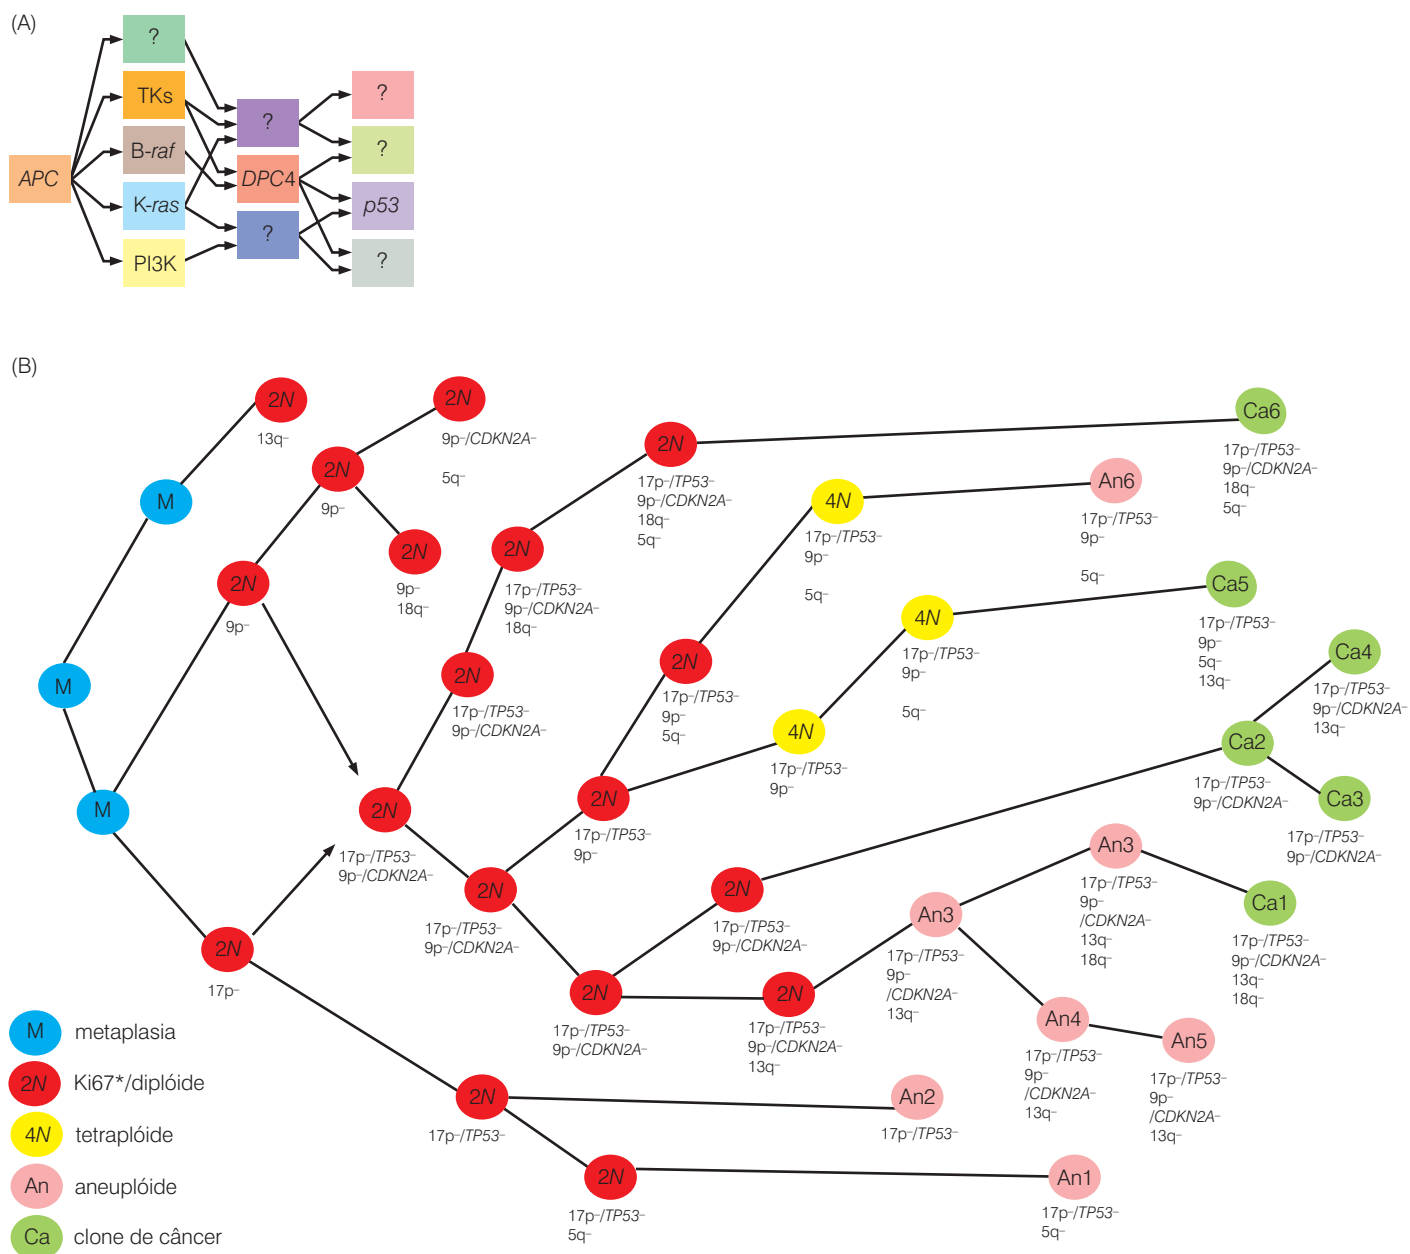 (A)
?
TKs
?
?
B-raf
?
APC
DPC4
K-ras
p53
?
PI3K
?
(B)
2N
13q–
2N
9p–/CDKN2A–
5q–
Ca6
17p–/TP53–
9p–/CDKN2A–
18q–
5q–
2N
17p–/TP53–
9p–/CDKN2A–
18q–
5q–
2N
9p–
M
4N
17p–/TP53–
9p–
5q–
An6
17p–/TP53–
9p–
5q–
2N
9p–
18q–
2N
17p–/TP53–
9p–/CDKN2A–
18q–
2N
9p–
Ca5
17p–/TP53–
9p–
5q–
13q–
4N
17p–/TP53–
9p–
5q–
M
2N
17p–/TP53–
9p–/CDKN2A–
2N
17p–/TP53–
9p–
5q–
Ca4
17p–/TP53–
9p–/CDKN2A–
13q–
4N
17p–/TP53–
9p–
Ca2
17p–/TP53–
9p–/CDKN2A–
M
2N
17p–/TP53–
9p–/CDKN2A–
2N
17p–/TP53–
9p–
Ca3
17p–/TP53–
9p–/CDKN2A–
An3
17p–/TP53–
9p–
/CDKN2A–
13q–
18q–
2N
17p–/TP53–
9p–/CDKN2A–
2N
17p–/TP53–
9p–/CDKN2A–
An3
17p–/TP53–
9p–
/CDKN2A–
13q–
Ca1
17p–/TP53–
9p–/CDKN2A–
13q–
18q–
2N
17p–
2N
17p–/TP53–
9p–/CDKN2A–
2N
17p–/TP53–
9p–/CDKN2A–
13q–
An4
17p–/TP53–
9p–
/CDKN2A–
13q–
An5
17p–/TP53–
9p–
/CDKN2A–
13q–
2N
17p–/TP53–
An2
17p–/TP53–
2N
17p–/TP53–
5q–
An1
17p–/TP53–
5q–
M metaplasia
2N Ki67*/diplóide
4N tetraplóide
An aneuplóide
Ca clone de câncer